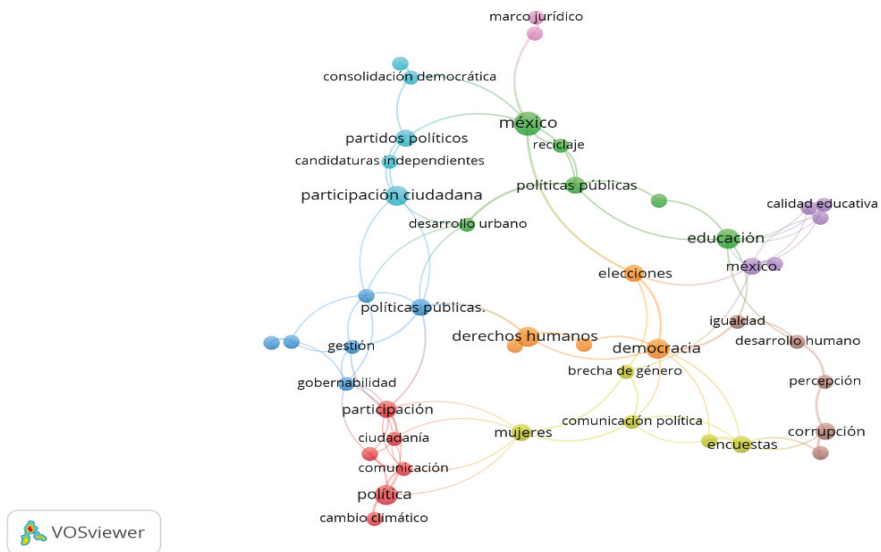 marco jurídico
consolidación democrática
méxico
partidos políticos
reciclaje
candidaturas independientes
políticas públicas
participación ciudadana
calidad educativa
desarrollo urbano
educación
elecciones
méxico.
políticas públicas.
igualdad
derechos humanos
desarrollo humano
gestión
democracia
brecha de género
gobernabilidad
percepción
participación
comunicación política
mujeres
corrupción
ciudadanía
encuestas
comunicación
política
cambio climático
VOSviewer